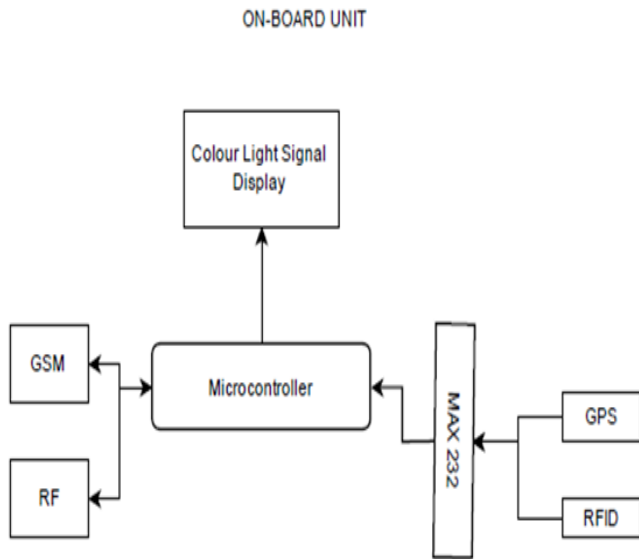 ON-BOARD UNIT
Colour Light Signal
Display
GSM
Microcontroller
MAX 232
GPS
RF
RFID